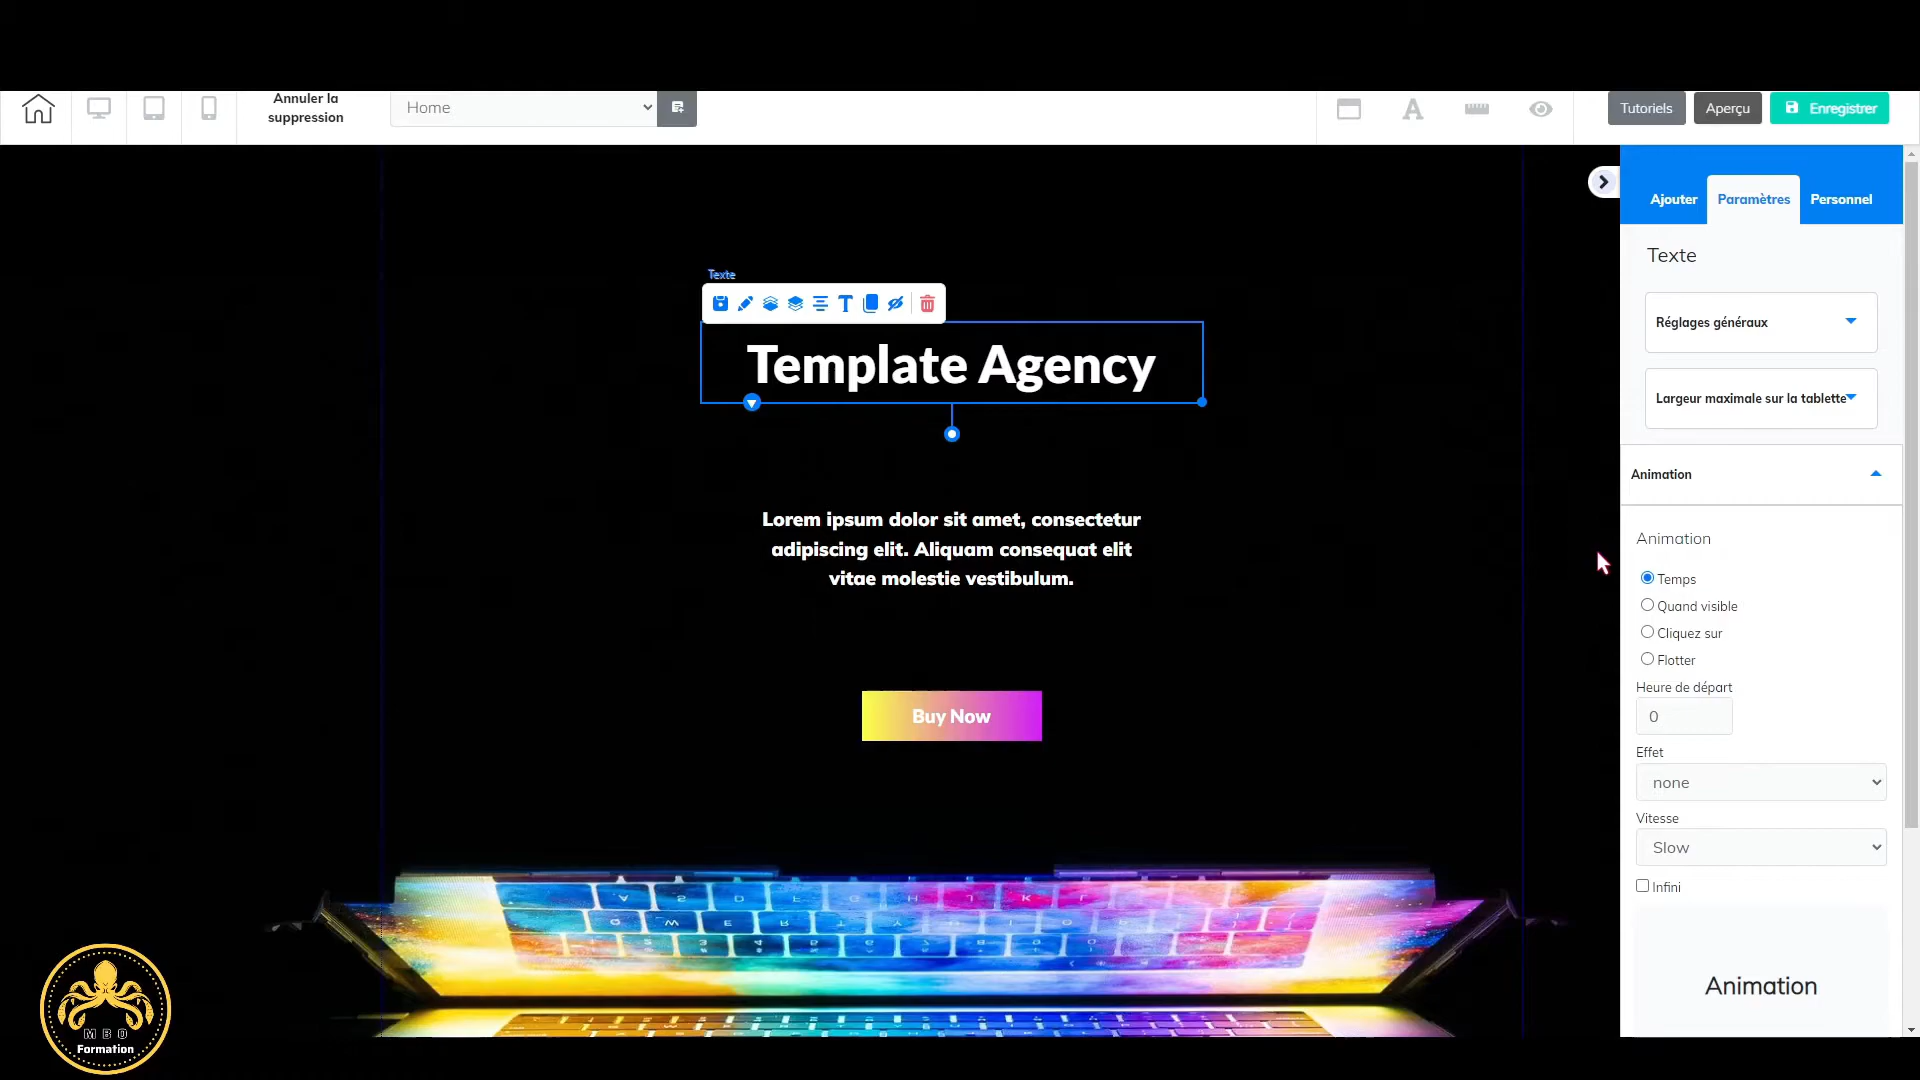 Annuler la
suppression
Home
Tutoriels
Aperçu
Enregistrer
Ajouter
Paramètres
Personnel
Texte
Texte
Template Agency
Lorem ipsum dolor sit amet, consectetur
adipiscing elit. Aliquam consequat elit
vitae molestie vestibulum.
Buy Now
Réglages généraux
Largeur maximale sur la tablette
Animation
Animation
Temps
Quand visible
Cliquez sur
Flotter
Heure de départ
0
Effet
none
Vitesse
Slow
Infini
Animation
Formation